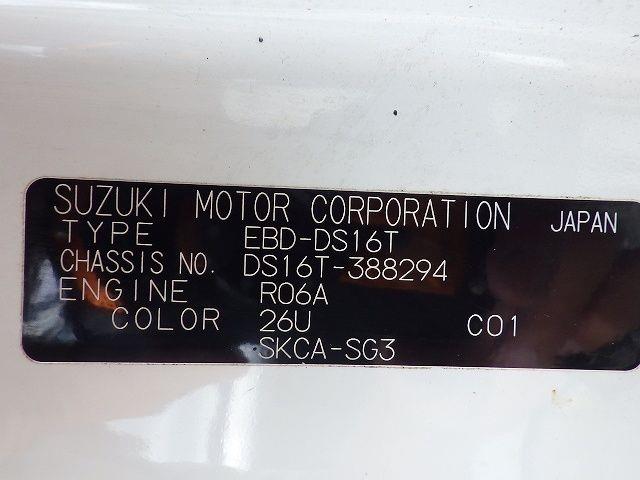 SUZUKI MOTOR CORPORATION JAPAN
TYPE EBD-DS16T
CHASSIS NO. DS16T-388294
ENGINE R06A
COLOR 26U C01
SKCA-SG3